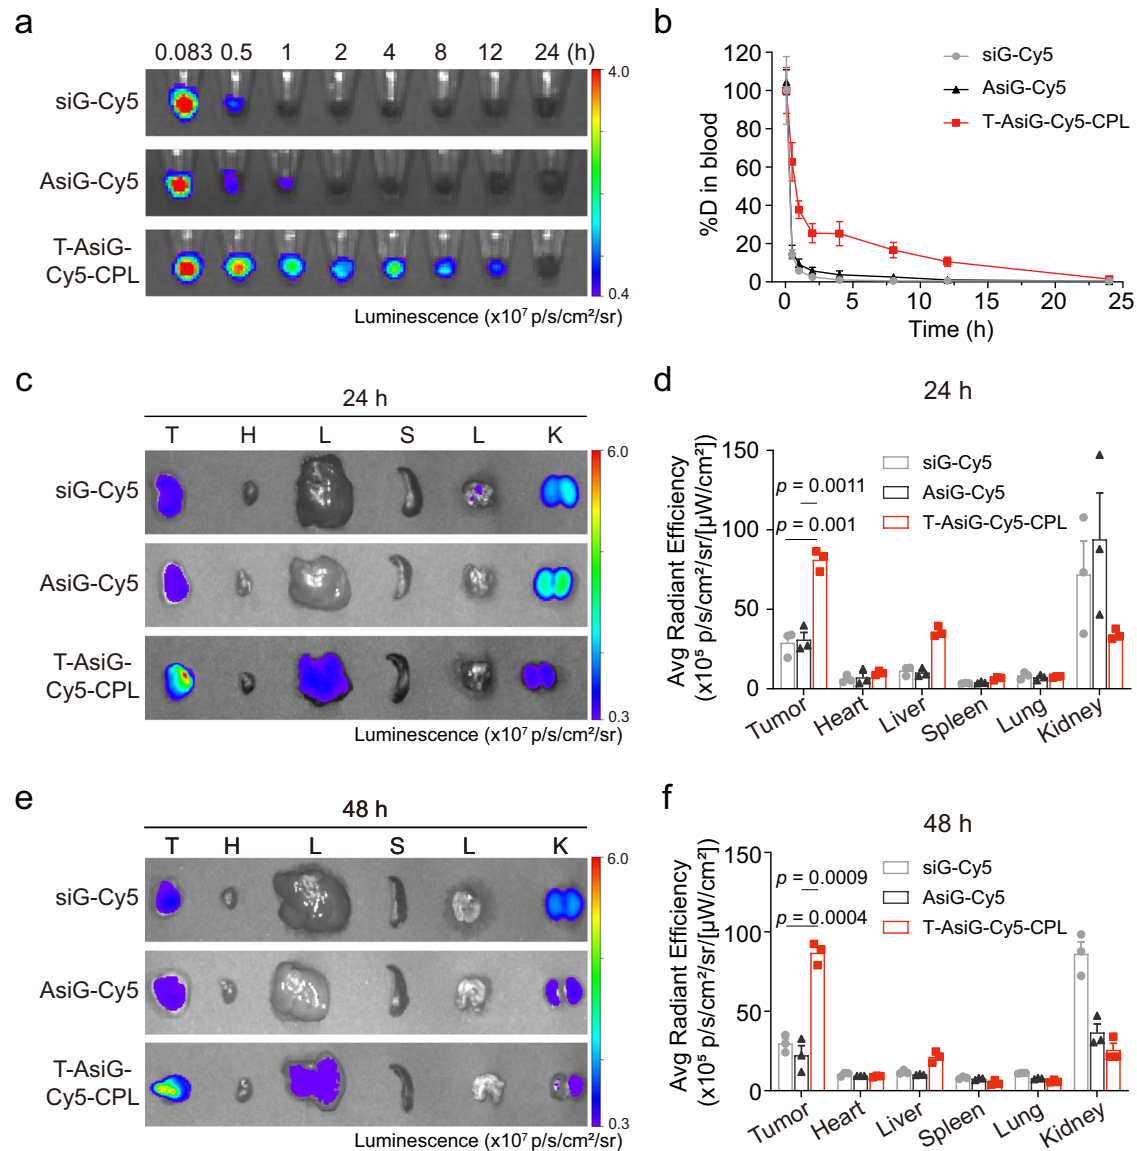 a
0.083 0.5 1 2 4 8 12 24 (h)
siG-Cy5
AsiG-Cy5
T-AsiG-
Cy5-CPL
4.0
0.4
Luminescence (x10⁷ p/s/cm²/sr)
b
%D in blood
120
100
80
60
40
20
0
0 5 10 15 20 25
Time (h)
siG-Cy5
AsiG-Cy5
T-AsiG-Cy5-CPL
c
24 h
T H L S L K
siG-Cy5
AsiG-Cy5
T-AsiG-
Cy5-CPL
6.0
0.3
Luminescence (x10⁷ p/s/cm²/sr)
d
24 h
Avg Radiant Efficiency
(x10⁵ p/s/cm²/sr/[µW/cm²])
150
100
50
0
siG-Cy5
AsiG-Cy5
T-AsiG-Cy5-CPL
p = 0.0011
p = 0.001
Tumor Heart Liver Spleen Lung Kidney
e
48 h
T H L S L K
siG-Cy5
AsiG-Cy5
T-AsiG-
Cy5-CPL
6.0
0.3
Luminescence (x10⁷ p/s/cm²/sr)
f
48 h
Avg Radiant Efficiency
(x10⁵ p/s/cm²/sr/[µW/cm²])
150
100
50
0
siG-Cy5
AsiG-Cy5
T-AsiG-Cy5-CPL
p = 0.0009
p = 0.0004
Tumor Heart Liver Spleen Lung Kidney